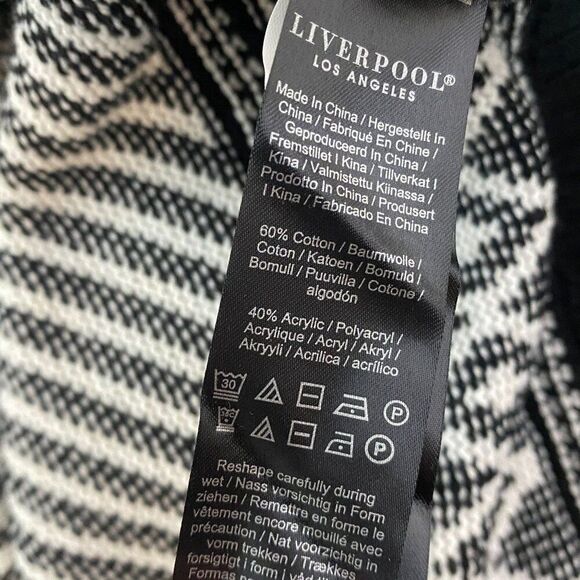 LIVERPOOL®
LOS ANGELES
Made In China / Hergestellt In
China / Fabriqué En Chine /
Geproduceerd In China /
Fremstillet I Kina / Tillverkat I
Kina / Valmistettu Kiinassa /
Prodotto In China / Produsert
I Kina / Fabricado En China
60% Cotton / Baumwolle /
Coton / Katoen / Bomuld /
Bomull / Puuvilla / Cotone /
algodón
40% Acrylic / Polyacryl /
Acrylique / Acryl / Akryl /
Akryyli / Acrilica / acrílico
30 P
P
Reshape carefully during
wet / Nass vorsichtig in Form
ziehen / Remettre en forme le
vêtement encore mouillé avec
précaution / Nat voorzichtig in
vorm trekken / Trækkes
forsigtigt i form i våd
Formas